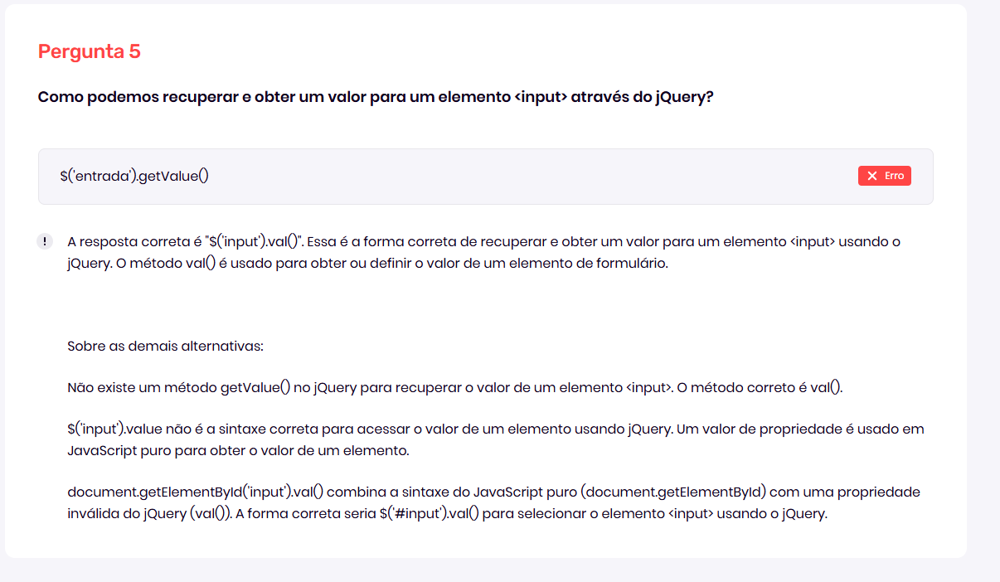 Pergunta 5
Como podemos recuperar e obter um valor para um elemento <input> através do jQuery?
$('entrada').getValue()
Erro
A resposta correta é "$('input').val()". Essa é a forma correta de recuperar e obter um valor para um elemento <input> usando o
jQuery. O método val() é usado para obter ou definir o valor de um elemento de formulário.
Sobre as demais alternativas:
Não existe um método getValue() no jQuery para recuperar o valor de um elemento <input>. O método correto é val().
$('input').value não é a sintaxe correta para acessar o valor de um elemento usando jQuery. Um valor de propriedade é usado em
JavaScript puro para obter o valor de um elemento.
document.getElementById('input').val() combina a sintaxe do JavaScript puro (document.getElementById) com uma propriedade
inválida do jQuery (val()). A forma correta seria $('#input').val() para selecionar o elemento <input> usando o jQuery.